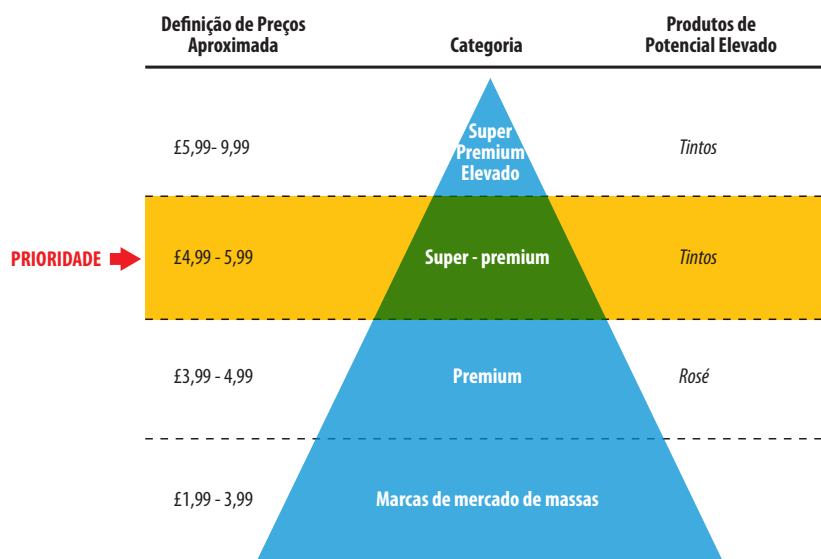 Definição de Preços
Aproximada
Categoria
Produtos de
Potencial Elevado
£5,99- 9,99
Super
Premium
Elevado
Tintos
PRIORIDADE
£4,99 - 5,99
Super - premium
Tintos
£3,99 - 4,99
Premium
Rosé
£1,99 - 3,99
Marcas de mercado de massas